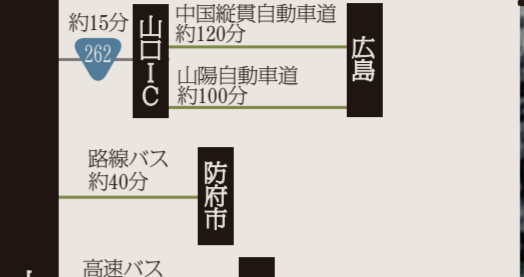 約15分
262
山口IC
中国縦貫自動車道
約120分
山陽自動車道
約100分
広島
路線バス
約40分
防府市
高速バス